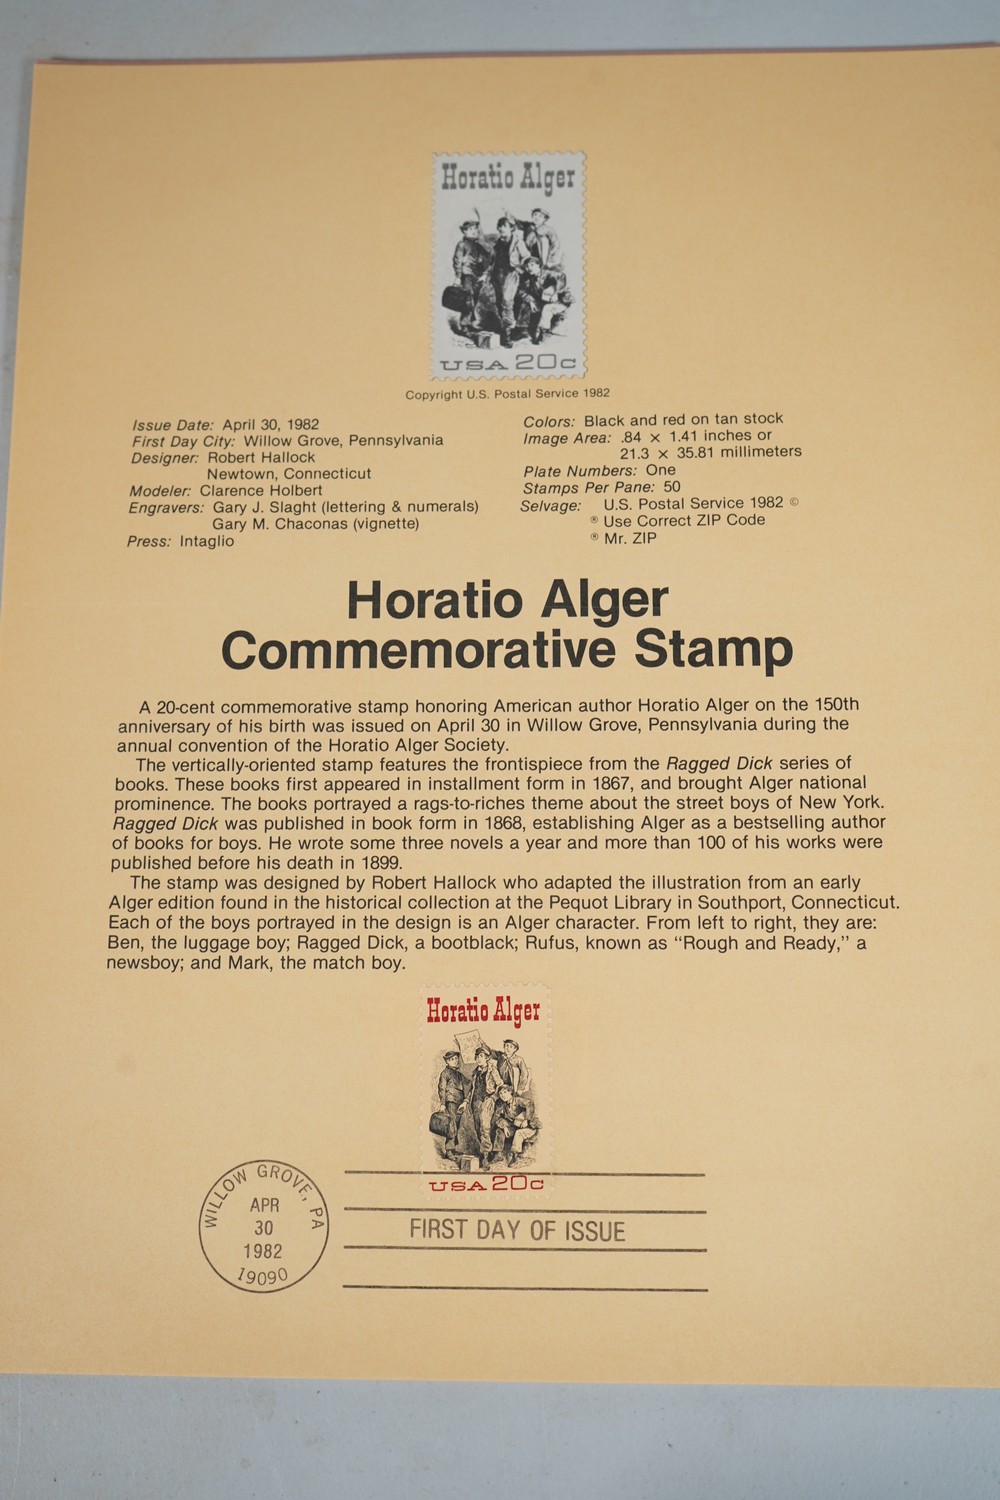 Horatio Alger
USA 20c
Copyright U.S. Postal Service 1982
Issue Date: April 30, 1982
First Day City: Willow Grove, Pennsylvania
Designer: Robert Hallock
Newtown, Connecticut
Modeler: Clarence Holbert
Engravers: Gary J. Slaght (lettering & numerals)
Gary M. Chaconas (vignette)
Press: Intaglio
Colors: Black and red on tan stock
Image Area: .84 × 1.41 inches or
21.3 × 35.81 millimeters
Plate Numbers: One
Stamps Per Pane: 50
Selvage: U.S. Postal Service 1982 ©
® Use Correct ZIP Code
® Mr. ZIP
Horatio Alger
Commemorative Stamp
A 20-cent commemorative stamp honoring American author Horatio Alger on the 150th
anniversary of his birth was issued on April 30 in Willow Grove, Pennsylvania during the
annual convention of the Horatio Alger Society.
The vertically-oriented stamp features the frontispiece from the Ragged Dick series of
books. These books first appeared in installment form in 1867, and brought Alger national
prominence. The books portrayed a rags-to-riches theme about the street boys of New York.
Ragged Dick was published in book form in 1868, establishing Alger as a bestselling author
of books for boys. He wrote some three novels a year and more than 100 of his works were
published before his death in 1899.
The stamp was designed by Robert Hallock who adapted the illustration from an early
Alger edition found in the historical collection at the Pequot Library in Southport, Connecticut.
Each of the boys portrayed in the design is an Alger character. From left to right, they are:
Ben, the luggage boy; Ragged Dick, a bootblack; Rufus, known as “Rough and Ready,” a
newsboy; and Mark, the match boy.
Horatio Alger
USA 20c
WILLOW GROVE, PA
APR
30
1982
19090
FIRST DAY OF ISSUE